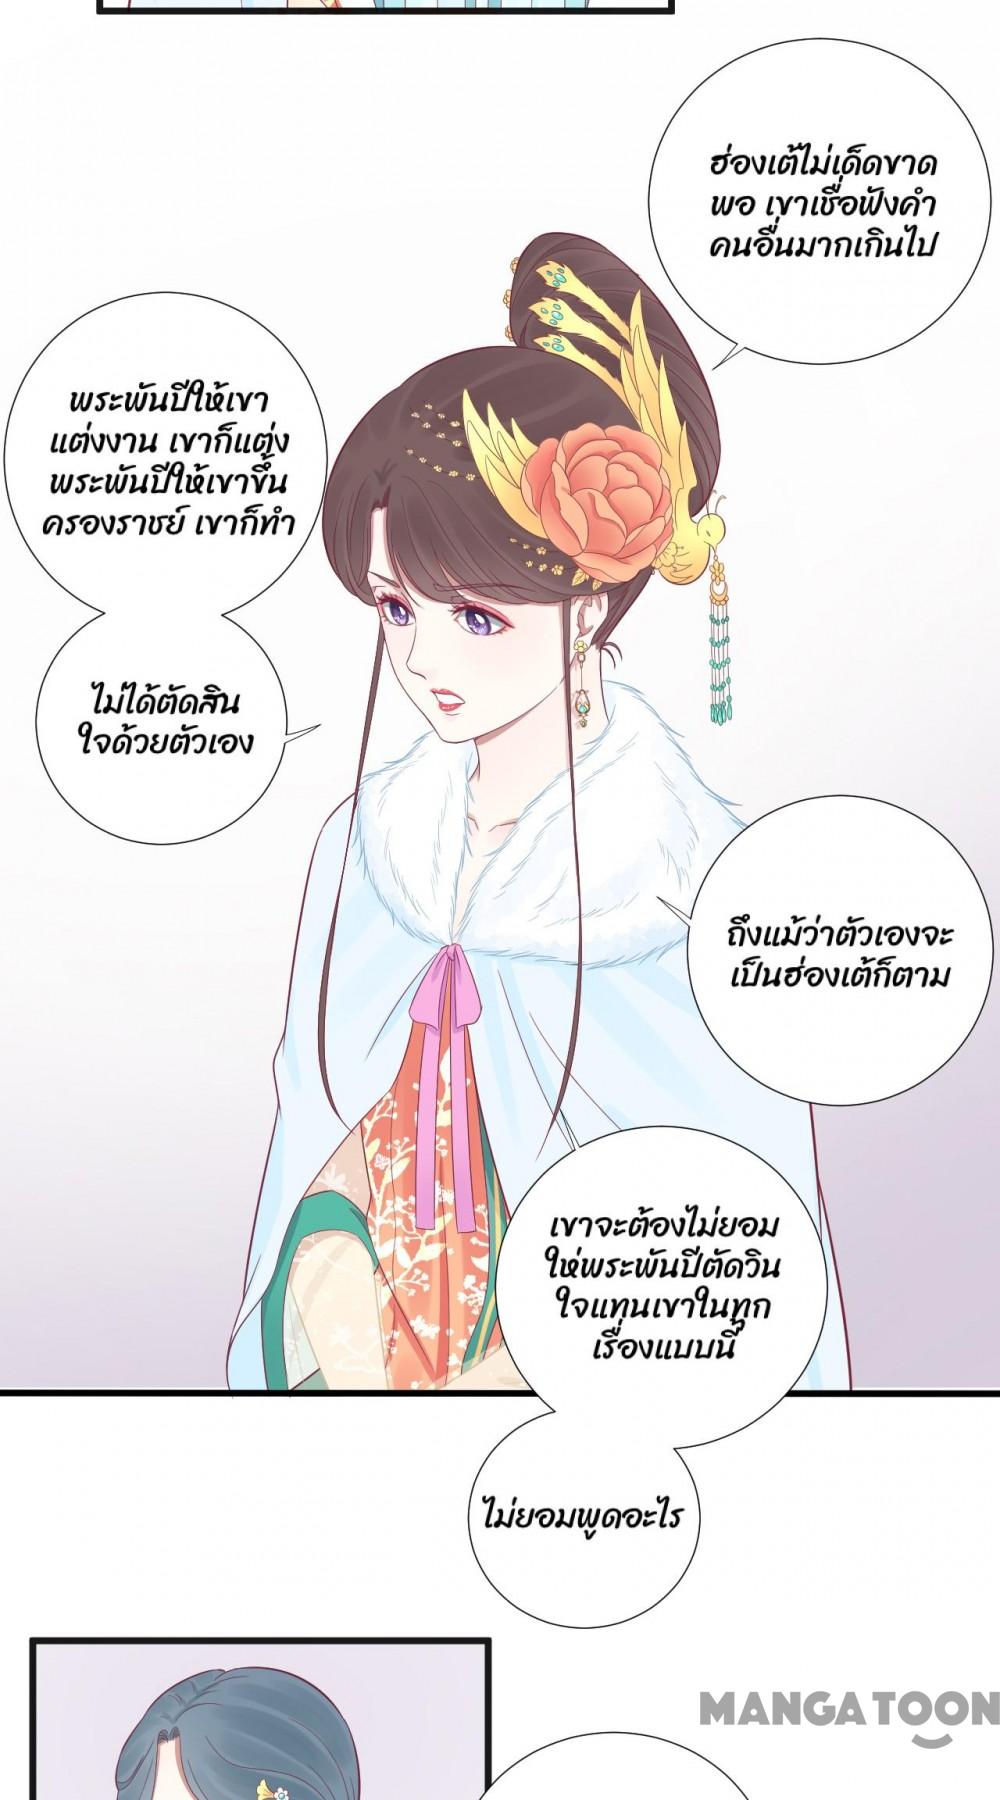 ฮ่องเต้ไม่เด็ดขาด
พอ เขาเชื่อฟังคำ
คนอื่นมากเกินไป
พระพันปีให้เขา
แต่งงาน เขาก็แต่ง
พระพันปีให้เขาขึ้น
ครองราชย์ เขาก็ทำ
ไม่ได้ตัดสิน
ใจด้วยตัวเอง
ถึงแม้ว่าตัวเองจะ
เป็นฮ่องเต้ก็ตาม
เขาจะต้องไม่ยอม
ให้พระพันปีตัดวิน
ใจแทนเขาในทุก
เรื่องแบบนี้
ไม่ยอมพูดอะไร
MANGATOON